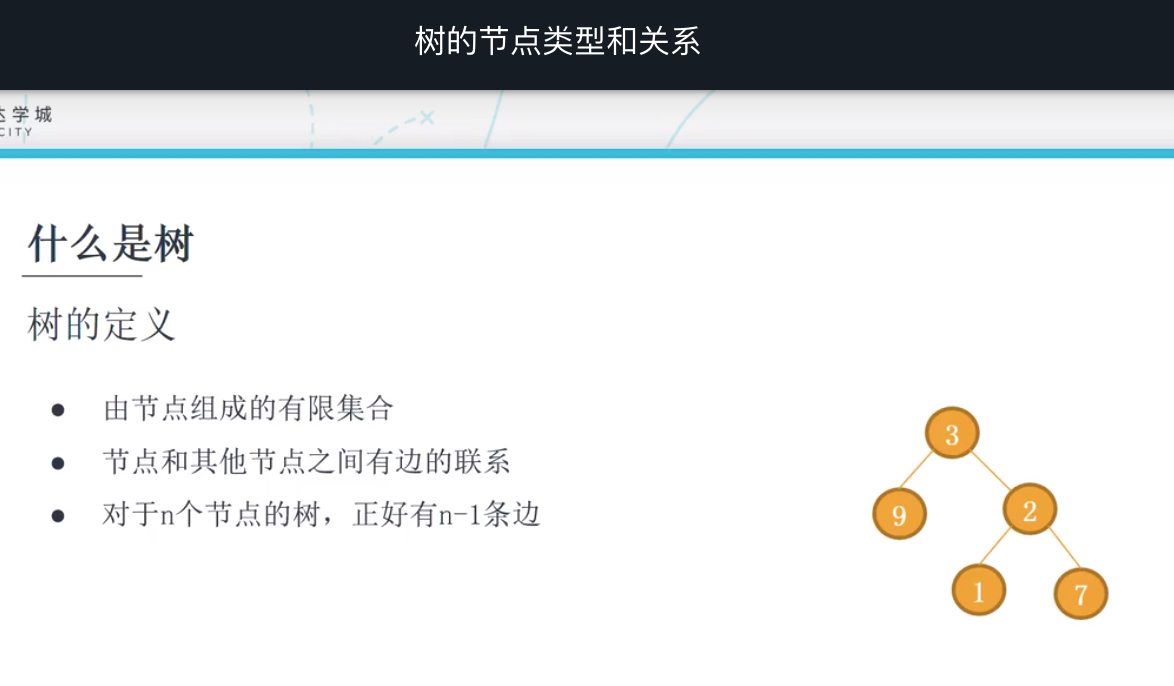 树的节点类型和关系
达学城
CITY
什么是树
树的定义
● 由节点组成的有限集合
● 节点和其他节点之间有边的联系
● 对于n个节点的树，正好有n-1条边
3
9
2
1
7